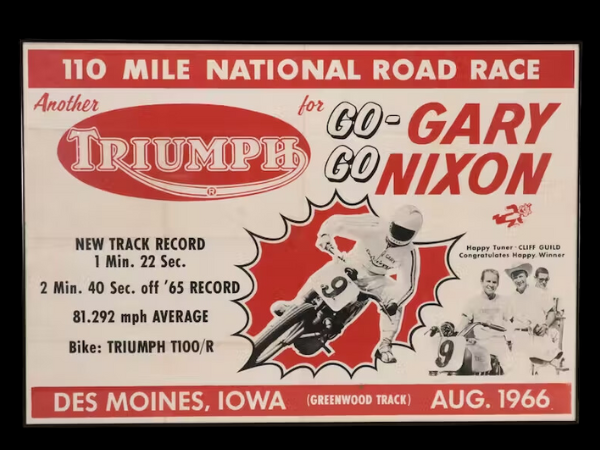 110 MILE NATIONAL ROAD RACE
Another TRIUMPH ® for GO-GARY
GO NIXON
NEW TRACK RECORD
1 Min. 22 Sec.
2 Min. 40 Sec. off '65 RECORD
81.292 mph AVERAGE
Bike: TRIUMPH T100/R
9
Happy Tuner - CLIFF GUILD
Congratulates Happy Winner
9
DES MOINES, IOWA (GREENWOOD TRACK) AUG. 1966